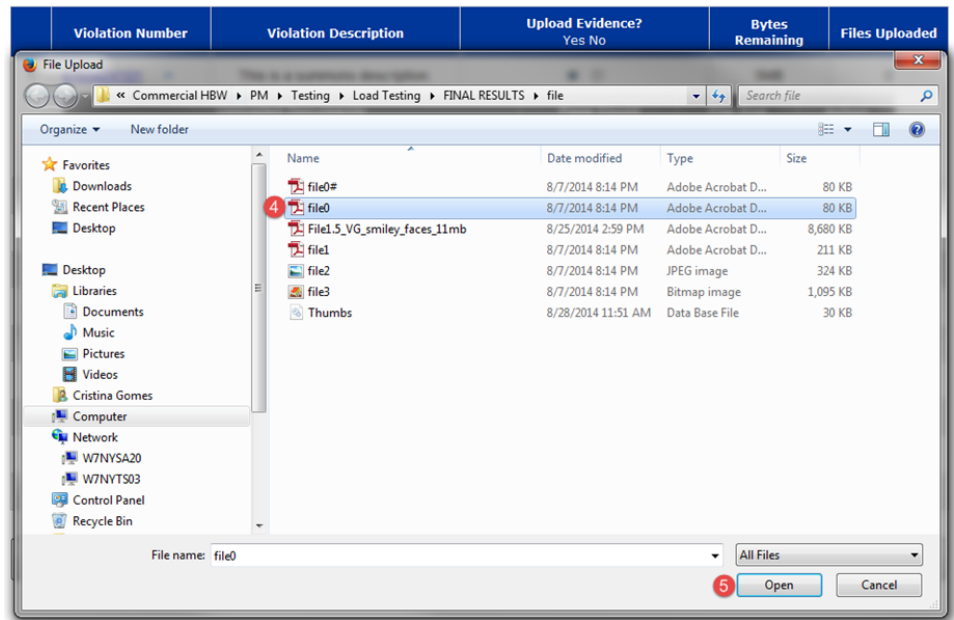 Violation Number Violation Description Upload Evidence? Yes No Bytes Remaining Files Uploaded
File Upload
This is a summons description
« Commercial HBW ▸ PM ▸ Testing ▸ Load Testing ▸ FINAL RESULTS ▸ file Search file
Organize New folder
Name Date modified Type Size
Favorites
Downloads
Recent Places
Desktop
Desktop
Libraries
Documents
Music
Pictures
Videos
Cristina Gomes
Computer
Network
W7NYSA20
W7NYTS03
Control Panel
Recycle Bin
file0# 8/7/2014 8:14 PM Adobe Acrobat D... 80 KB
4 file0 8/7/2014 8:14 PM Adobe Acrobat D... 80 KB
File1.5_VG_smiley_faces_11mb 8/25/2014 2:59 PM Adobe Acrobat D... 8,680 KB
file1 8/7/2014 8:14 PM Adobe Acrobat D... 211 KB
file2 8/7/2014 8:14 PM JPEG image 324 KB
file3 8/7/2014 8:14 PM Bitmap image 1,095 KB
Thumbs 8/28/2014 11:51 AM Data Base File 30 KB
File name: file0 All Files
5 Open Cancel